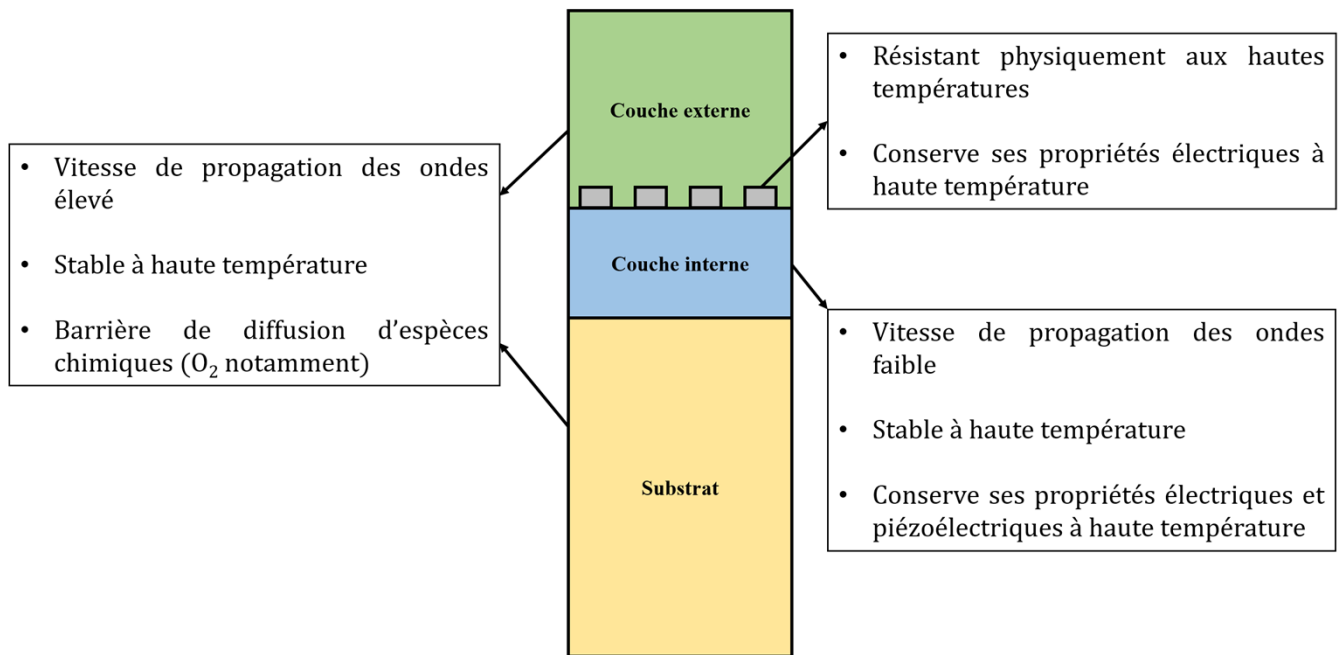 Couche externe
Couche interne
Substrat
• Vitesse de propagation des ondes
élevé
• Stable à haute température
• Barrière de diffusion d'espèces
chimiques (O₂ notamment)
• Résistant physiquement aux hautes
températures
• Conserve ses propriétés électriques à
haute température
• Vitesse de propagation des ondes
faible
• Stable à haute température
• Conserve ses propriétés électriques et
piézoélectriques à haute température